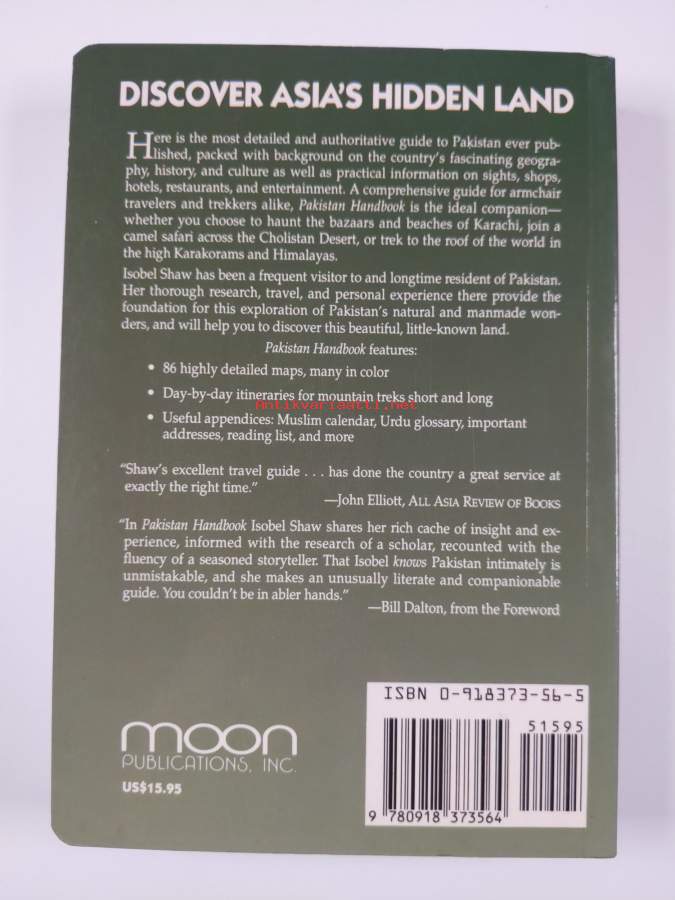 DISCOVER ASIA'S HIDDEN LAND
Here is the most detailed and authoritative guide to Pakistan ever pub-
lished, packed with background on the country's fascinating geogra-
phy, history, and culture as well as practical information on sights, shops,
hotels, restaurants, and entertainment. A comprehensive guide for armchair
travelers and trekkers alike, Pakistan Handbook is the ideal companion—
whether you choose to haunt the bazaars and beaches of Karachi, join a
camel safari across the Cholistan Desert, or trek to the roof of the world in
the high Karakorams and Himalayas.
Isobel Shaw has been a frequent visitor to and longtime resident of Pakistan.
Her thorough research, travel, and personal experience there provide the
foundation for this exploration of Pakistan's natural and manmade won-
ders, and will help you to discover this beautiful, little-known land.
Pakistan Handbook features:
• 86 highly detailed maps, many in color
• Day-by-day itineraries for mountain treks short and long
Antikvariaatti.net
• Useful appendices: Muslim calendar, Urdu glossary, important
addresses, reading list, and more
"Shaw's excellent travel guide . . . has done the country a great service at
exactly the right time."
—John Elliott, ALL ASIA REVIEW OF BOOKS
"In Pakistan Handbook Isobel Shaw shares her rich cache of insight and ex-
perience, informed with the research of a scholar, recounted with the
fluency of a seasoned storyteller. That Isobel knows Pakistan intimately is
unmistakable, and she makes an unusually literate and companionable
guide. You couldn't be in abler hands."
—Bill Dalton, from the Foreword
moon
PUBLICATIONS, INC.
US$15.95
ISBN 0-918373-56-5
51595
9 780918 373564